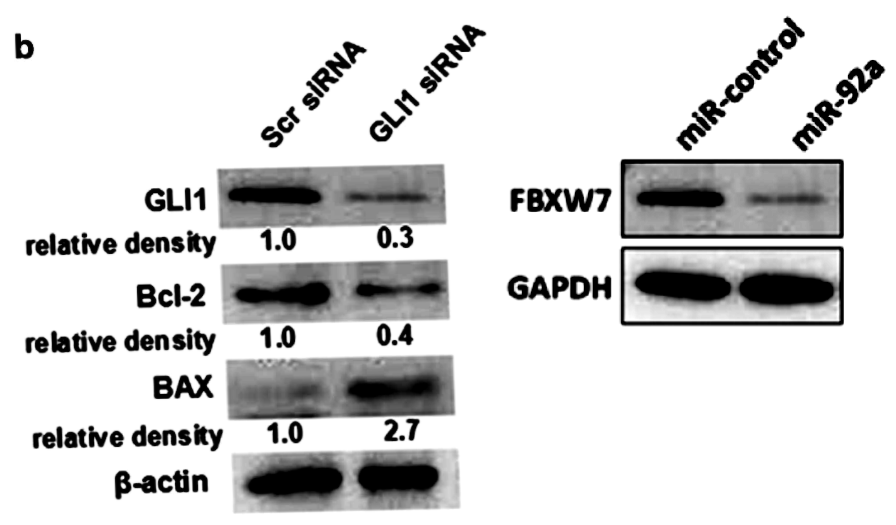 b
Scr siRNA
GLI1 siRNA
GLI1
relative density 1.0 0.3
Bcl-2
relative density 1.0 0.4
BAX
relative density 1.0 2.7
β-actin
miR-control
miR-92a
FBXW7
GAPDH